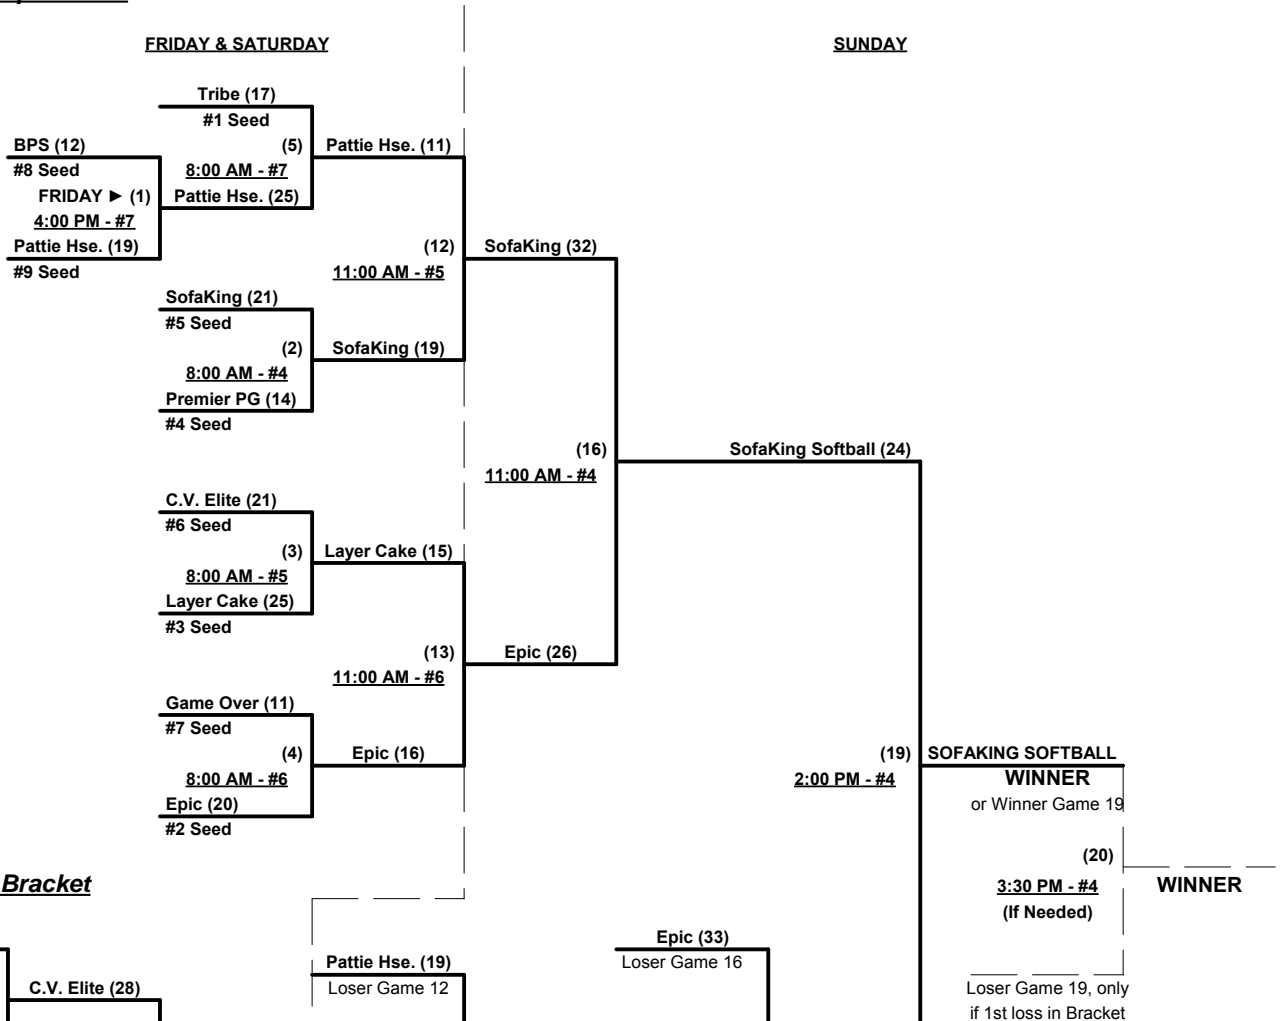 FRIDAY & SATURDAY
SUNDAY
Tribe (17)
#1 Seed
BPS (12)
(5)
Pattie Hse. (11)
#8 Seed
8:00 AM - #7
FRIDAY ► (1)
Pattie Hse. (25)
4:00 PM - #7
Pattie Hse. (19)
(12)
SofaKing (32)
#9 Seed
11:00 AM - #5
SofaKing (21)
#5 Seed
(2)
SofaKing (19)
8:00 AM - #4
Premier PG (14)
#4 Seed
(16)
SofaKing Softball (24)
11:00 AM - #4
C.V. Elite (21)
#6 Seed
(3)
Layer Cake (15)
8:00 AM - #5
Layer Cake (25)
#3 Seed
(13)
Epic (26)
11:00 AM - #6
Game Over (11)
#7 Seed
(4)
Epic (16)
(19)
SOFAKING SOFTBALL
8:00 AM - #6
2:00 PM - #4
WINNER
Epic (20)
or Winner Game 19
#2 Seed
(20)
Bracket
3:30 PM - #4
WINNER
(If Needed)
Epic (33)
Pattie Hse. (19)
Loser Game 16
C.V. Elite (28)
Loser Game 12
Loser Game 19, only
if 1st loss in Bracket